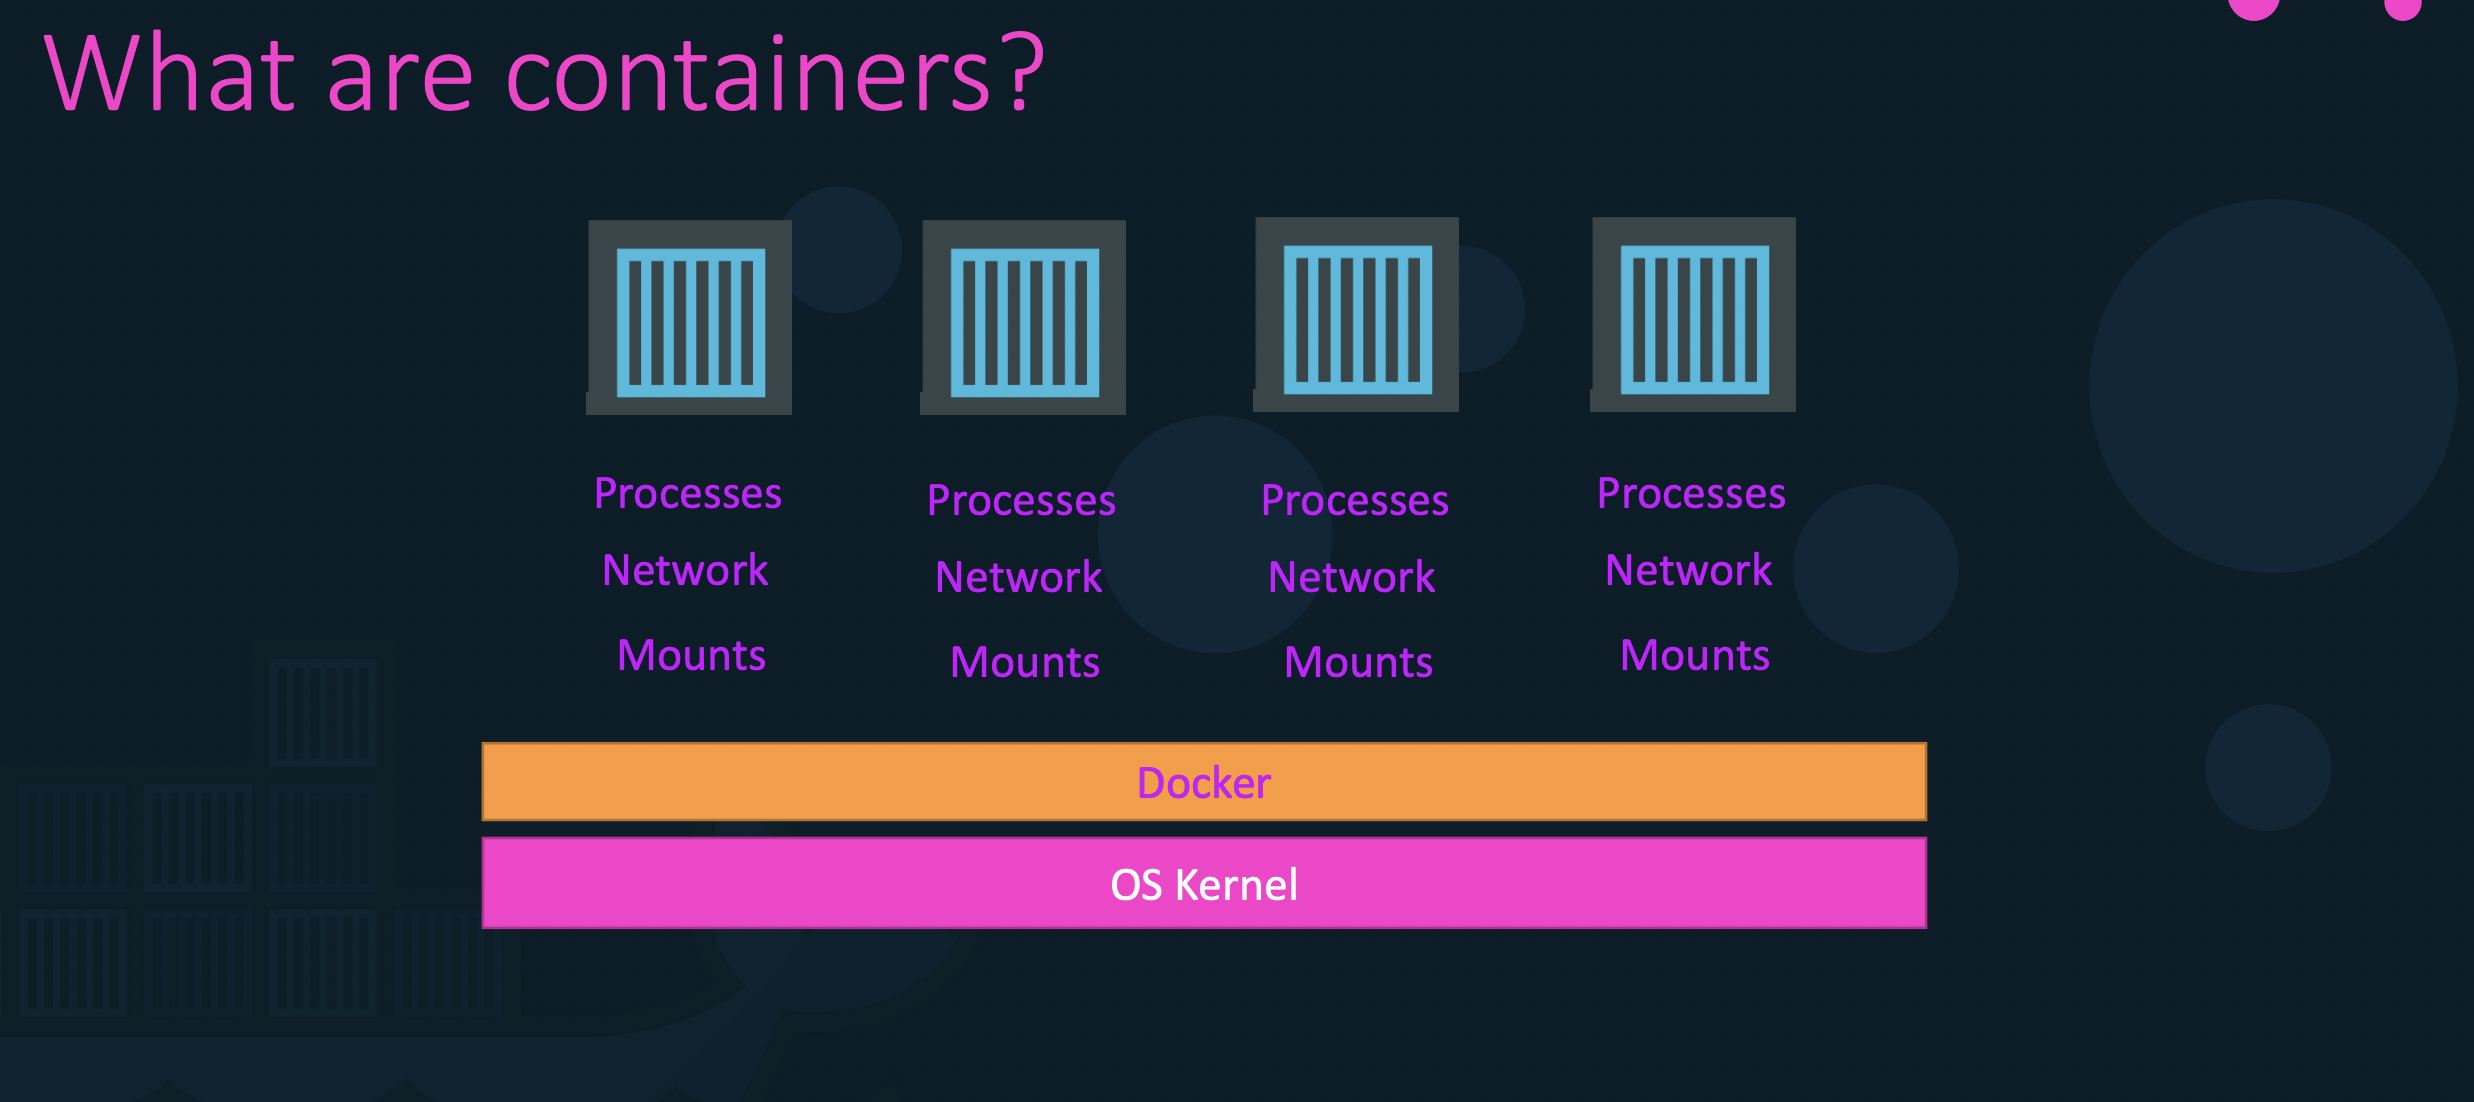 What are containers?
Processes Processes Processes Processes
Network Network Network Network
Mounts Mounts Mounts Mounts
Docker
OS Kernel